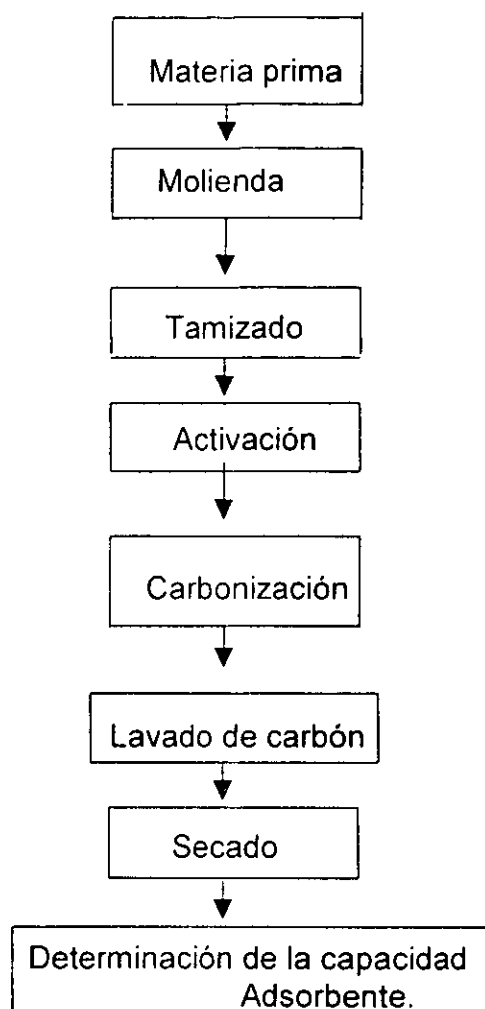 Materia prima
Molienda
Tamizado
Activación
Carbonización
Lavado de carbón
Secado
Determinación de la capacidad
Adsorbente.